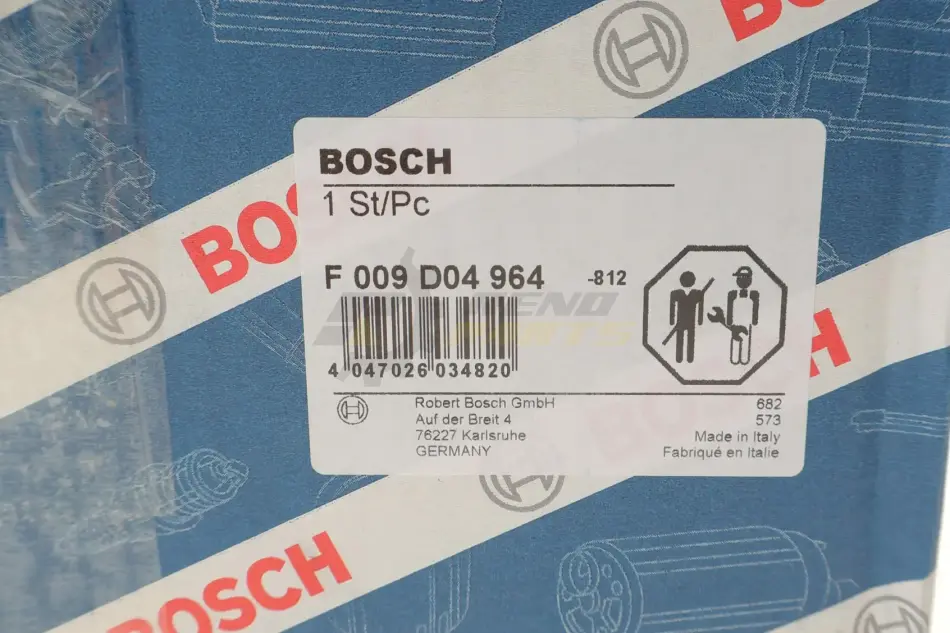 BOSCH
BOSCH
1 St/Pc
BOSCH
F 009 D04 964 -812
4 047026 034820
BOSCH
Robert Bosch GmbH
Auf der Breit 4
76227 Karlsruhe
GERMANY
682
573
Made in Italy
Fabriqué en Italie
BOSCH